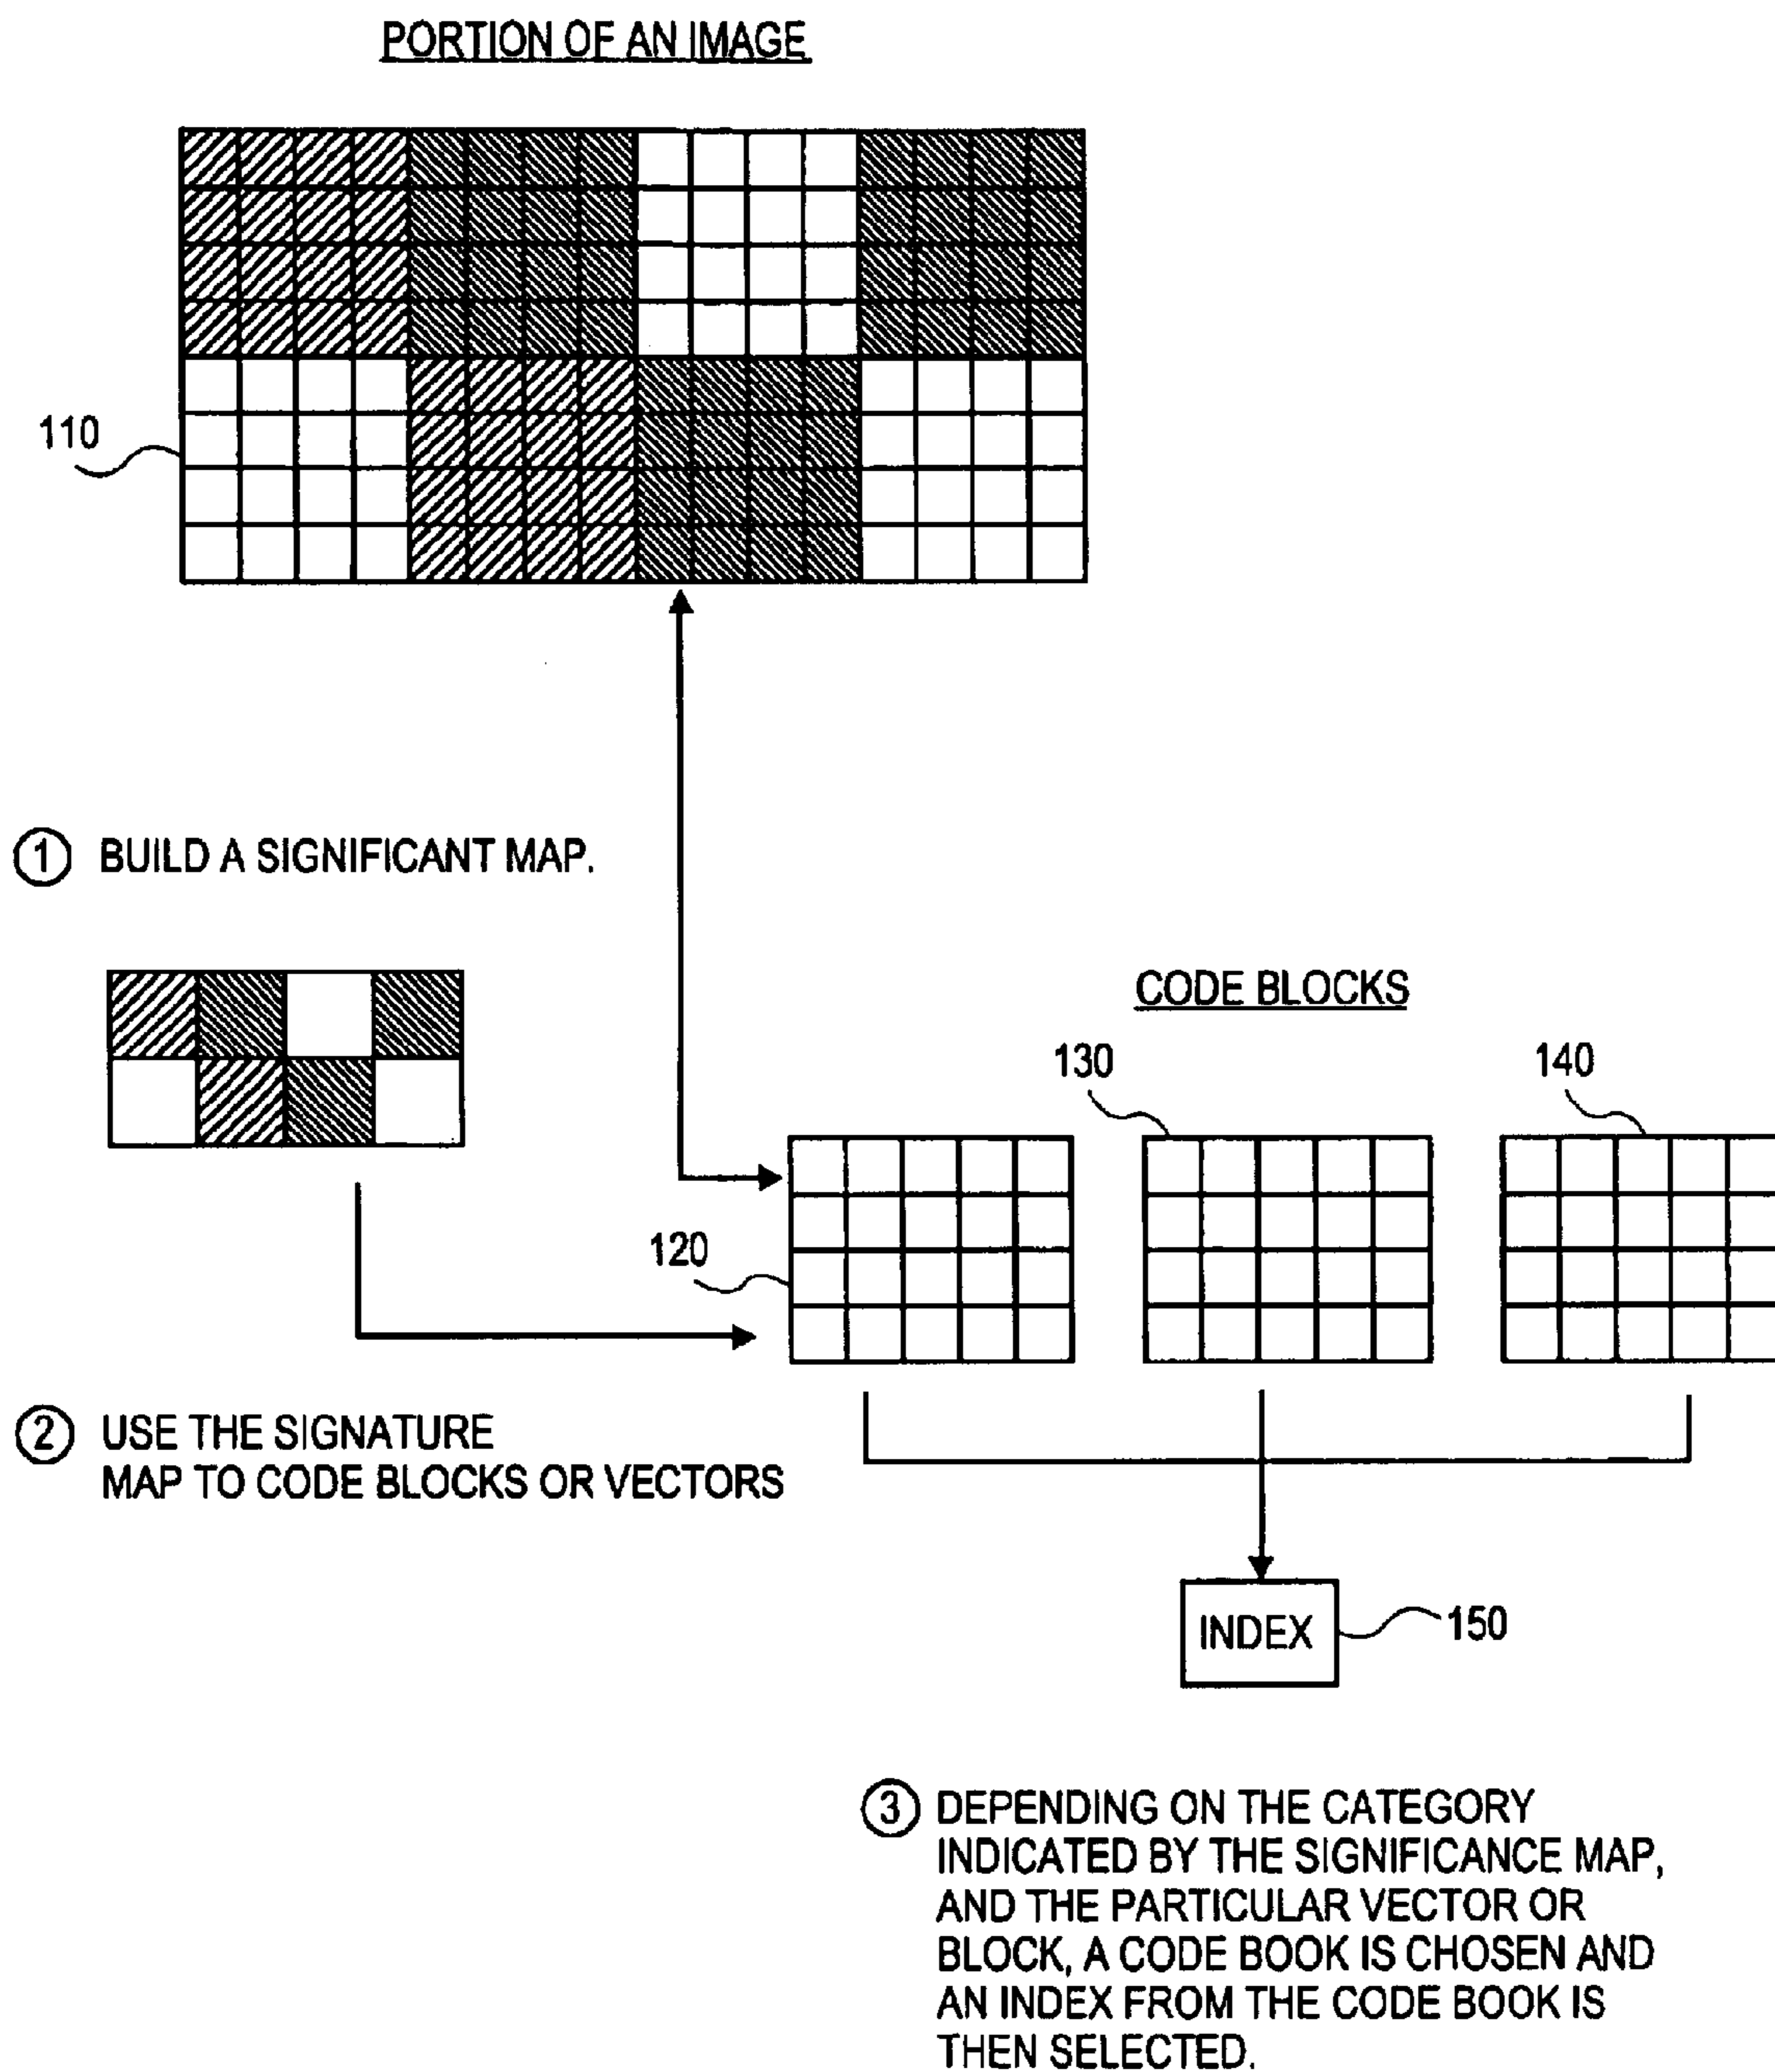 PORTION OF AN IMAGE
110
① BUILD A SIGNIFICANT MAP.
CODE BLOCKS
130
140
120
② USE THE SIGNATURE
MAP TO CODE BLOCKS OR VECTORS
INDEX
150
③ DEPENDING ON THE CATEGORY
INDICATED BY THE SIGNIFICANCE MAP,
AND THE PARTICULAR VECTOR OR
BLOCK, A CODE BOOK IS CHOSEN AND
AN INDEX FROM THE CODE BOOK IS
THEN SELECTED.